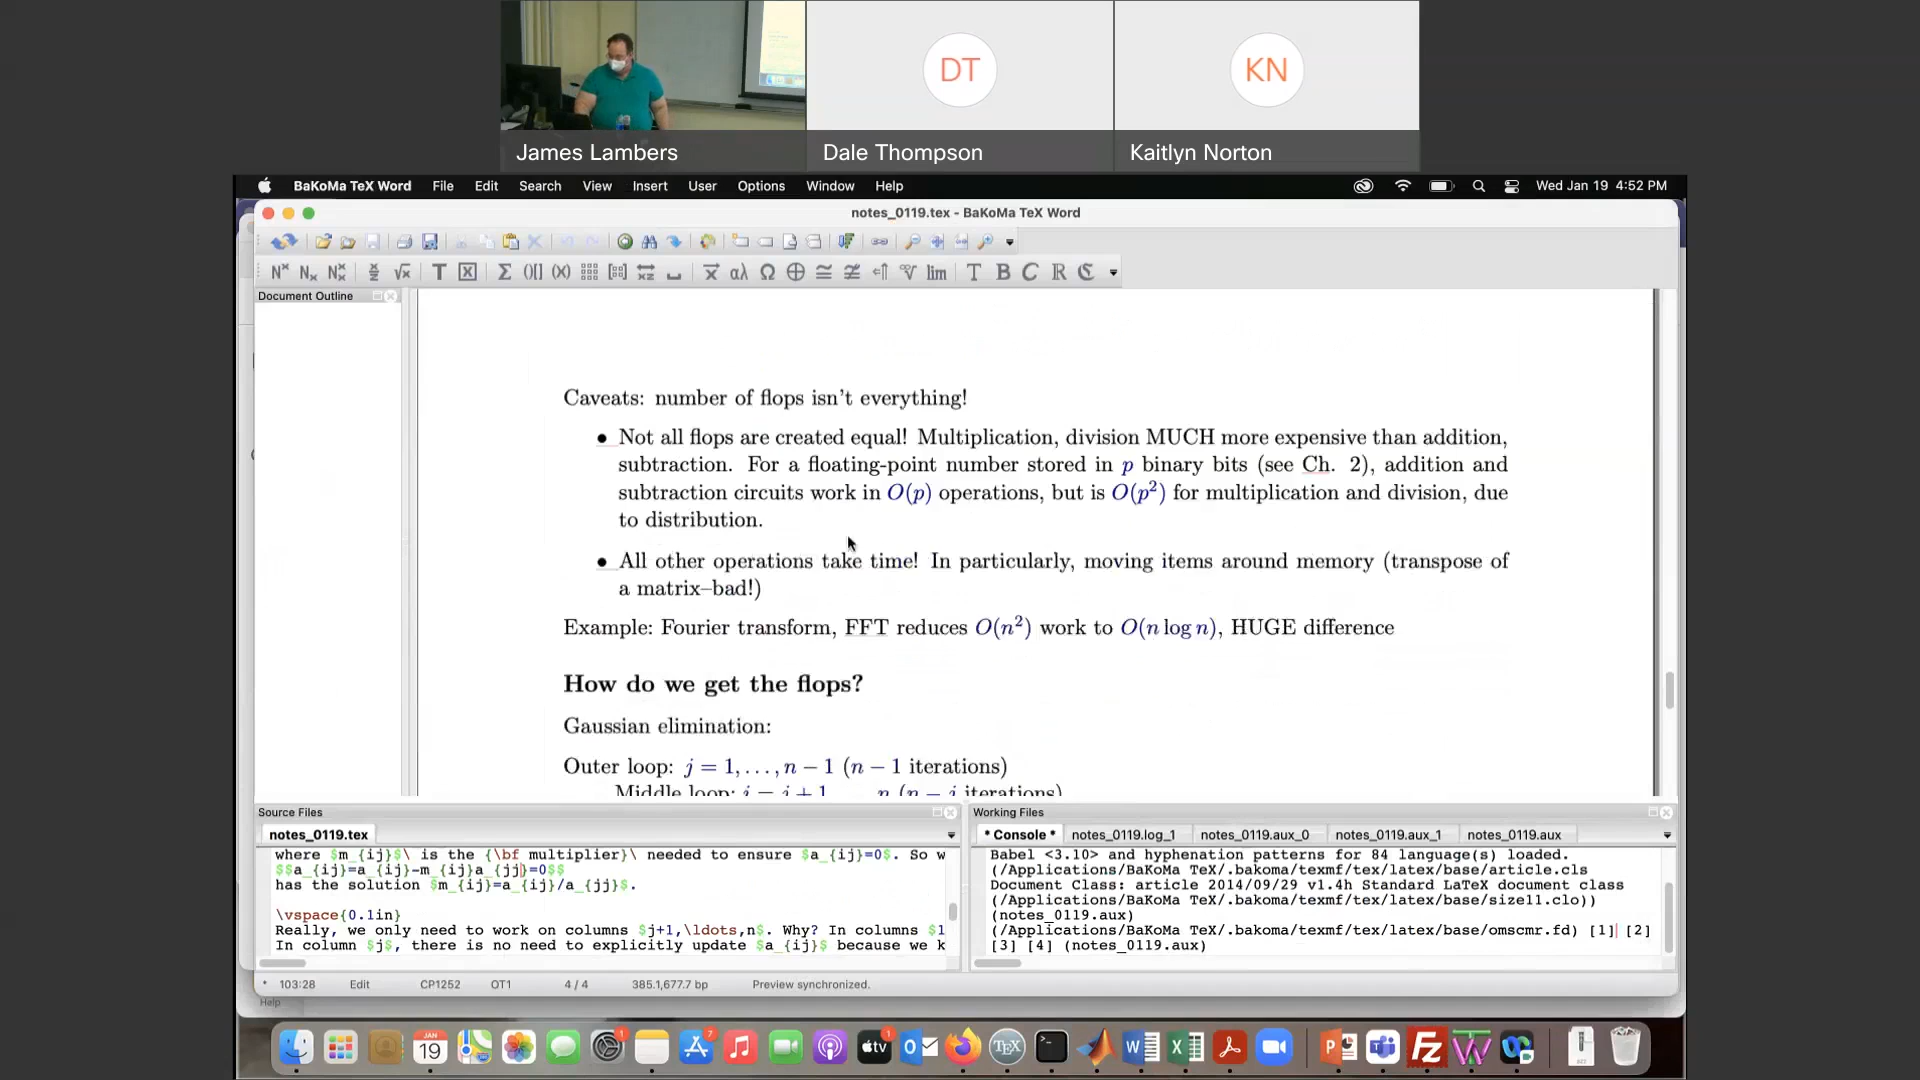 DT
KN
James Lambers
Dale Thompson
Kaitlyn Norton
BaKoMa TeX Word File Edit Search View Insert User Options Window Help
Wed Jan 19 4:52 PM
notes_0119.tex - BaKoMa TeX Word
Document Outline
Caveats: number of flops isn't everything!
• Not all flops are created equal! Multiplication, division MUCH more expensive than addition,
subtraction. For a floating-point number stored in p binary bits (see Ch. 2), addition and
subtraction circuits work in O(p) operations, but is O(p²) for multiplication and division, due
to distribution.
• All other operations take time! In particularly, moving items around memory (transpose of
a matrix–bad!)
Example: Fourier transform, FFT reduces O(n²) work to O(n log n), HUGE difference
How do we get the flops?
Gaussian elimination:
Outer loop: j = 1, . . . , n − 1 (n − 1 iterations)
Middle loop: i = j + 1, . . . , n (n − j iterations)
Source Files
notes_0119.tex
where $m_{ij}$\ is the {\bf multiplier}\ needed to ensure $a_{ij}=0$. So w
$$a_{ij}=a_{ij}-m_{ij}a_{jj}=0$$
has the solution $m_{ij}=a_{ij}/a_{jj}$.
\vspace{0.1in}
Really, we only need to work on columns $j+1,\ldots,n$. Why? In columns $1
In column $j$, there is no need to explicitly update $a_{ij}$ because we k
Working Files
* Console * notes_0119.log_1 notes_0119.aux_0 notes_0119.aux_1 notes_0119.aux
Babel <3.10> and hyphenation patterns for 84 language(s) loaded.
(/Applications/BaKoMa TeX/.bakoma/texmf/tex/latex/base/article.cls
Document Class: article 2014/09/29 v1.4h Standard LaTeX document class
(/Applications/BaKoMa TeX/.bakoma/texmf/tex/latex/base/size11.clo))
(notes_0119.aux)
(/Applications/BaKoMa TeX/.bakoma/texmf/tex/latex/base/omscmr.fd) [1] [2]
[3] [4] (notes_0119.aux)
* 103:28 Edit CP1252 OT1 4 / 4 385.1,677.7 bp Preview synchronized.
Help
JAN
19
1
7
tv
1
TEX